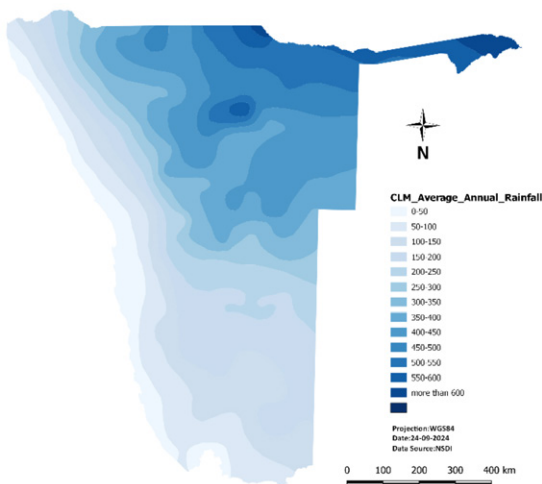 N
CLM_Average_Annual_Rainfall
0-50
50-100
100-150
150-200
200-250
250-300
300-350
350-400
400-450
450-500
500-550
550-600
more than 600
Projection:WGS84
Date:24-09-2024
Data Source:NSDI
0 100 200 300 400 km